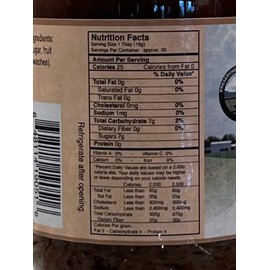 ingredients:
sugar, fruit
Nutrition Facts
Serving Size 1 Tbsp (18g)
Servings Per Container approx. 30
Amount Per Serving
Calories 25 Calories from Fat 0
% Daily Value*
Total Fat 0g 0%
Saturated Fat 0g 0%
Trans Fat 0g
Cholesterol 0mg 0%
Sodium 1mg 0%
Total Carbohydrate 7g 2%
Dietary Fiber 0g 0%
Sugars 7g
Protein 0g
Vitamin A 0% Vitamin C 0%
Calcium 0% Iron 0%
*Percent Daily Values are based on a 2,000
calorie diet. Your daily values may be higher
or lower depending on your calorie needs
Calories: 2,000 2,500
Total Fat Less than 65g 80g
Sat Fat Less than 20g 25g
Cholesterol Less than 300mg 300mg
Sodium Less than 2,400mg 2,400mg
Total Carbohydrate 300g 375g
Dietary Fiber 25g 30g
Calories Per gram:
Fat 9 - Carbohydrate 4 - Protein 4
Refrigerate after opening.